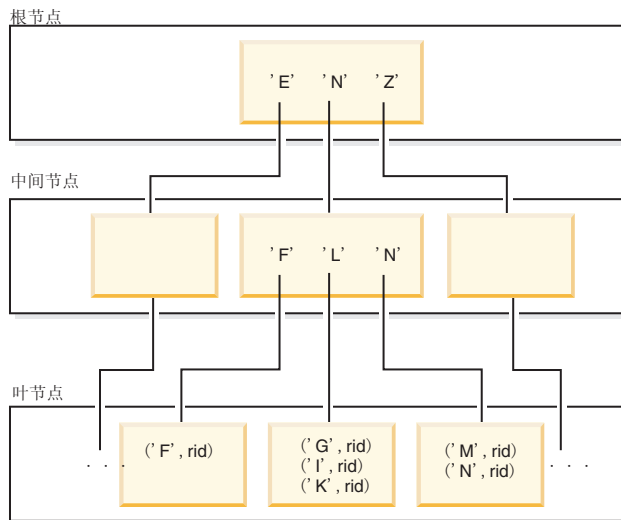 根节点
'E' 'N' 'Z'
中间节点
'F' 'L' 'N'
叶节点
('F', rid)
('G', rid)
('I', rid)
('K', rid)
('M', rid)
('N', rid)
. . .
. . .